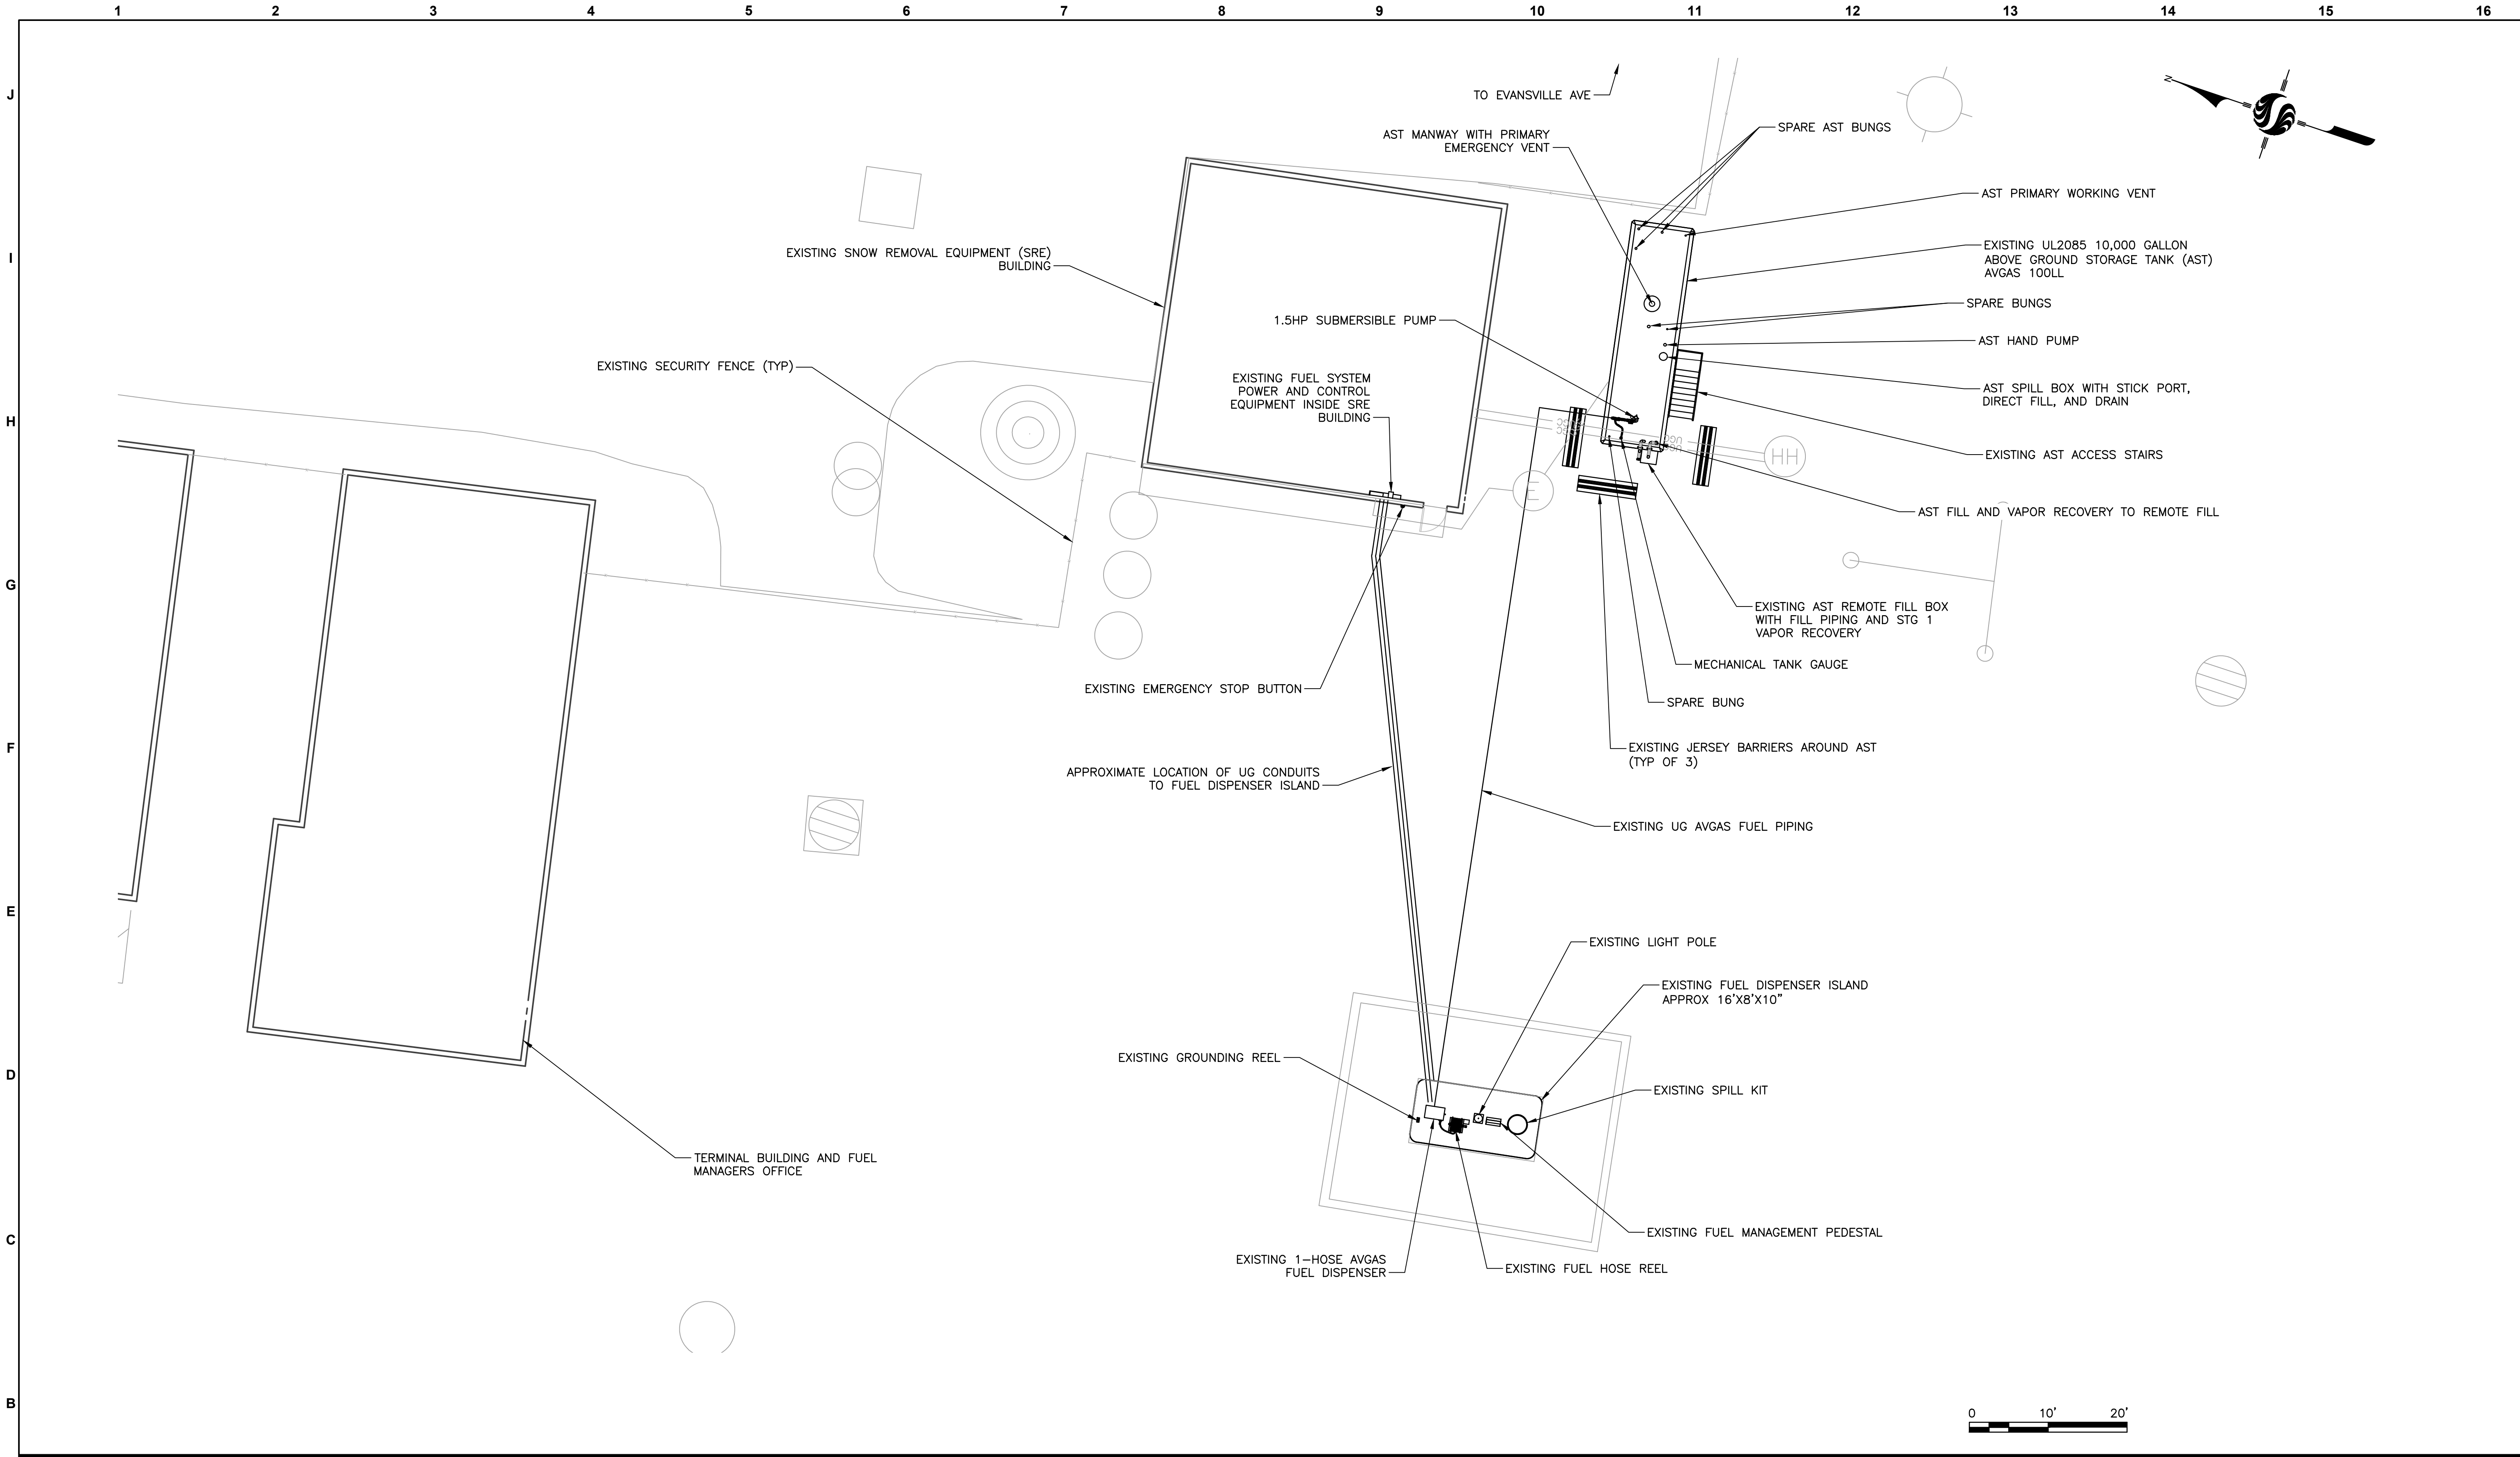 1 2 3 4 5 6 7 8 9 10 11 12 13 14 15 16
J
I
H
G
F
E
D
C
B
TO EVANSVILLE AVE
N
SPARE AST BUNGS
AST MANWAY WITH PRIMARY
EMERGENCY VENT
AST PRIMARY WORKING VENT
EXISTING SNOW REMOVAL EQUIPMENT (SRE)
BUILDING
EXISTING UL2085 10,000 GALLON
ABOVE GROUND STORAGE TANK (AST)
AVGAS 100LL
SPARE BUNGS
1.5HP SUBMERSIBLE PUMP
AST HAND PUMP
EXISTING SECURITY FENCE (TYP)
EXISTING FUEL SYSTEM
POWER AND CONTROL
EQUIPMENT INSIDE SRE
BUILDING
AST SPILL BOX WITH STICK PORT,
DIRECT FILL, AND DRAIN
HH
EXISTING AST ACCESS STAIRS
E
AST FILL AND VAPOR RECOVERY TO REMOTE FILL
EXISTING AST REMOTE FILL BOX
WITH FILL PIPING AND STG 1
VAPOR RECOVERY
MECHANICAL TANK GAUGE
EXISTING EMERGENCY STOP BUTTON
SPARE BUNG
EXISTING JERSEY BARRIERS AROUND AST
(TYP OF 3)
APPROXIMATE LOCATION OF UG CONDUITS
TO FUEL DISPENSER ISLAND
EXISTING UG AVGAS FUEL PIPING
EXISTING LIGHT POLE
EXISTING FUEL DISPENSER ISLAND
APPROX 16'X8'X10"
EXISTING GROUNDING REEL
EXISTING SPILL KIT
TERMINAL BUILDING AND FUEL
MANAGERS OFFICE
EXISTING FUEL MANAGEMENT PEDESTAL
EXISTING 1-HOSE AVGAS
FUEL DISPENSER
EXISTING FUEL HOSE REEL
0 10' 20'